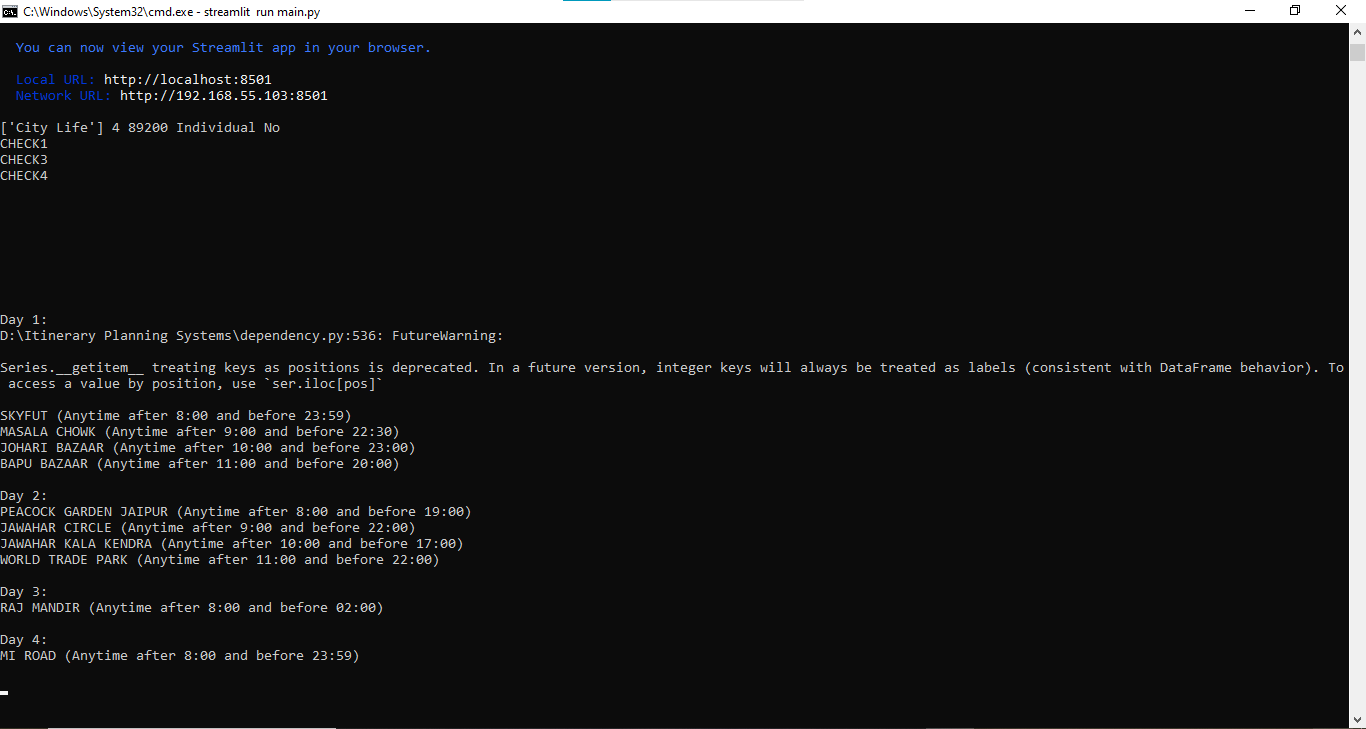 C:\Windows\System32\cmd.exe - streamlit run main.py
You can now view your Streamlit app in your browser.
Local URL: http://localhost:8501
Network URL: http://192.168.55.103:8501
['City Life'] 4 89200 Individual No
CHECK1
CHECK3
CHECK4
Day 1:
D:\Itinerary Planning Systems\dependency.py:536: FutureWarning:
Series.__getitem__ treating keys as positions is deprecated. In a future version, integer keys will always be treated as labels (consistent with DataFrame behavior). To
access a value by position, use `ser.iloc[pos]`
SKYFUT (Anytime after 8:00 and before 23:59)
MASALA CHOWK (Anytime after 9:00 and before 22:30)
JOHARI BAZAAR (Anytime after 10:00 and before 23:00)
BAPU BAZAAR (Anytime after 11:00 and before 20:00)
Day 2:
PEACOCK GARDEN JAIPUR (Anytime after 8:00 and before 19:00)
JAWAHAR CIRCLE (Anytime after 9:00 and before 22:00)
JAWAHAR KALA KENDRA (Anytime after 10:00 and before 17:00)
WORLD TRADE PARK (Anytime after 11:00 and before 22:00)
Day 3:
RAJ MANDIR (Anytime after 8:00 and before 02:00)
Day 4:
MI ROAD (Anytime after 8:00 and before 23:59)